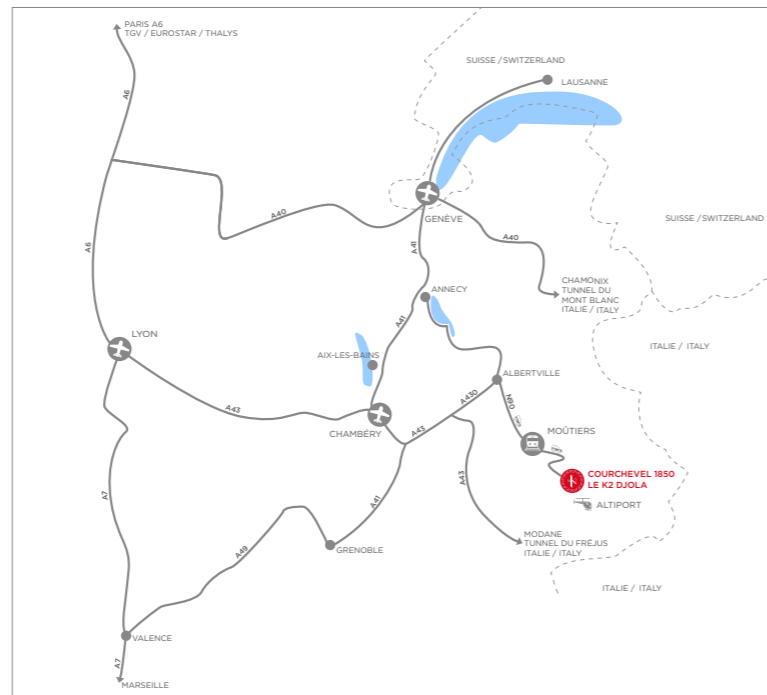 PARIS A6
TGV / EUROSTAR / THALYS
SUISSE / SWITZERLAND
LAUSANNE
A6
GENÈVE
A40
A41
A40
SUISSE / SWITZERLAND
A6
CHAMONIX
TUNNEL DU
MONT BLANC
ITALIE / ITALY
ANNECY
A41
LYON
AIX-LES-BAINS
ITALIE / ITALY
ALBERTVILLE
A430
N90
A43
CHAMBÉRY
A43
MOÛTIERS
COURCHEVEL 1850
LE K2 DJOLA
ALTIPORT
A43
A7
A41
MODANE
TUNNEL DU FRÉJUS
ITALIE / ITALY
A49
GRENOBLE
ITALIE / ITALY
VALENCE
A7
MARSEILLE